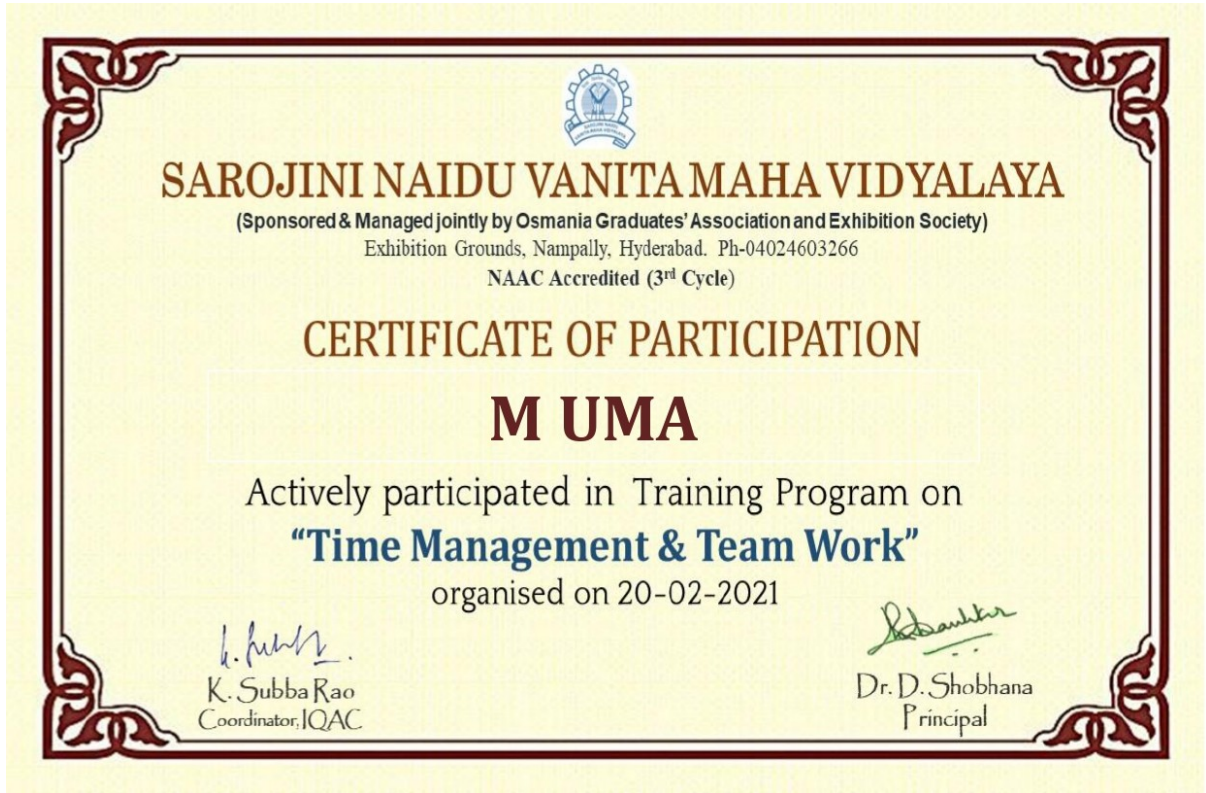 SAROJINI NAIDU VANITA MAHA VIDYALAYA
(Sponsored & Managed jointly by Osmania Graduates' Association and Exhibition Society)
Exhibition Grounds, Nampally, Hyderabad. Ph-04024603266
NAAC Accredited (3rd Cycle)
CERTIFICATE OF PARTICIPATION
M UMA
Actively participated in Training Program on
“Time Management & Team Work”
organised on 20-02-2021
K. Subba Rao
Coordinator, IQAC
Dr. D. Shobhana
Principal